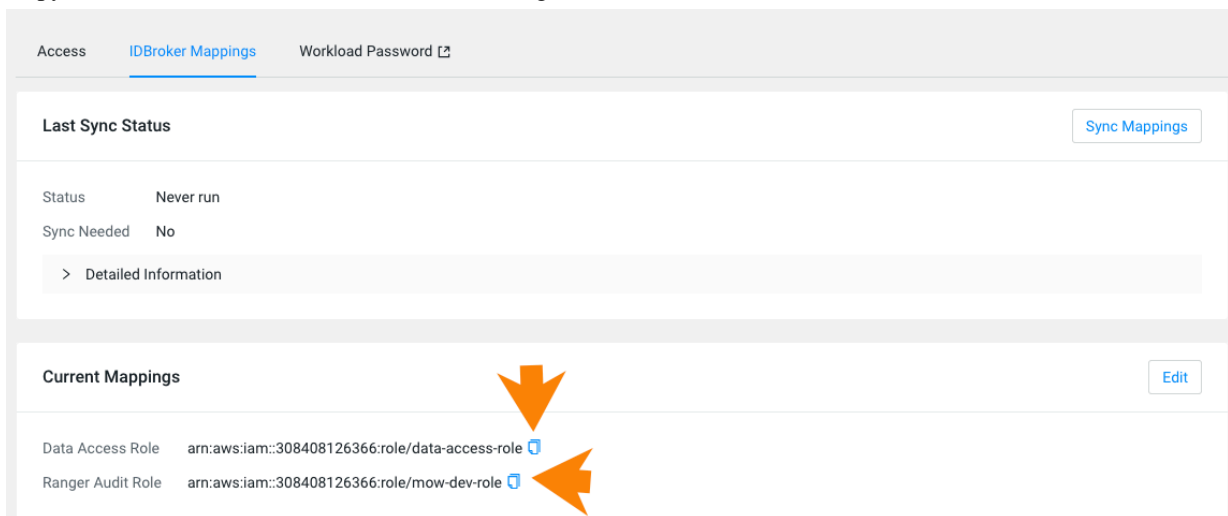 Access IDBroker Mappings Workload Password
Last Sync Status Sync Mappings
Status Never run
Sync Needed No
> Detailed Information
Current Mappings Edit
Data Access Role arn:aws:iam::308408126366:role/data-access-role
Ranger Audit Role arn:aws:iam::308408126366:role/mow-dev-role